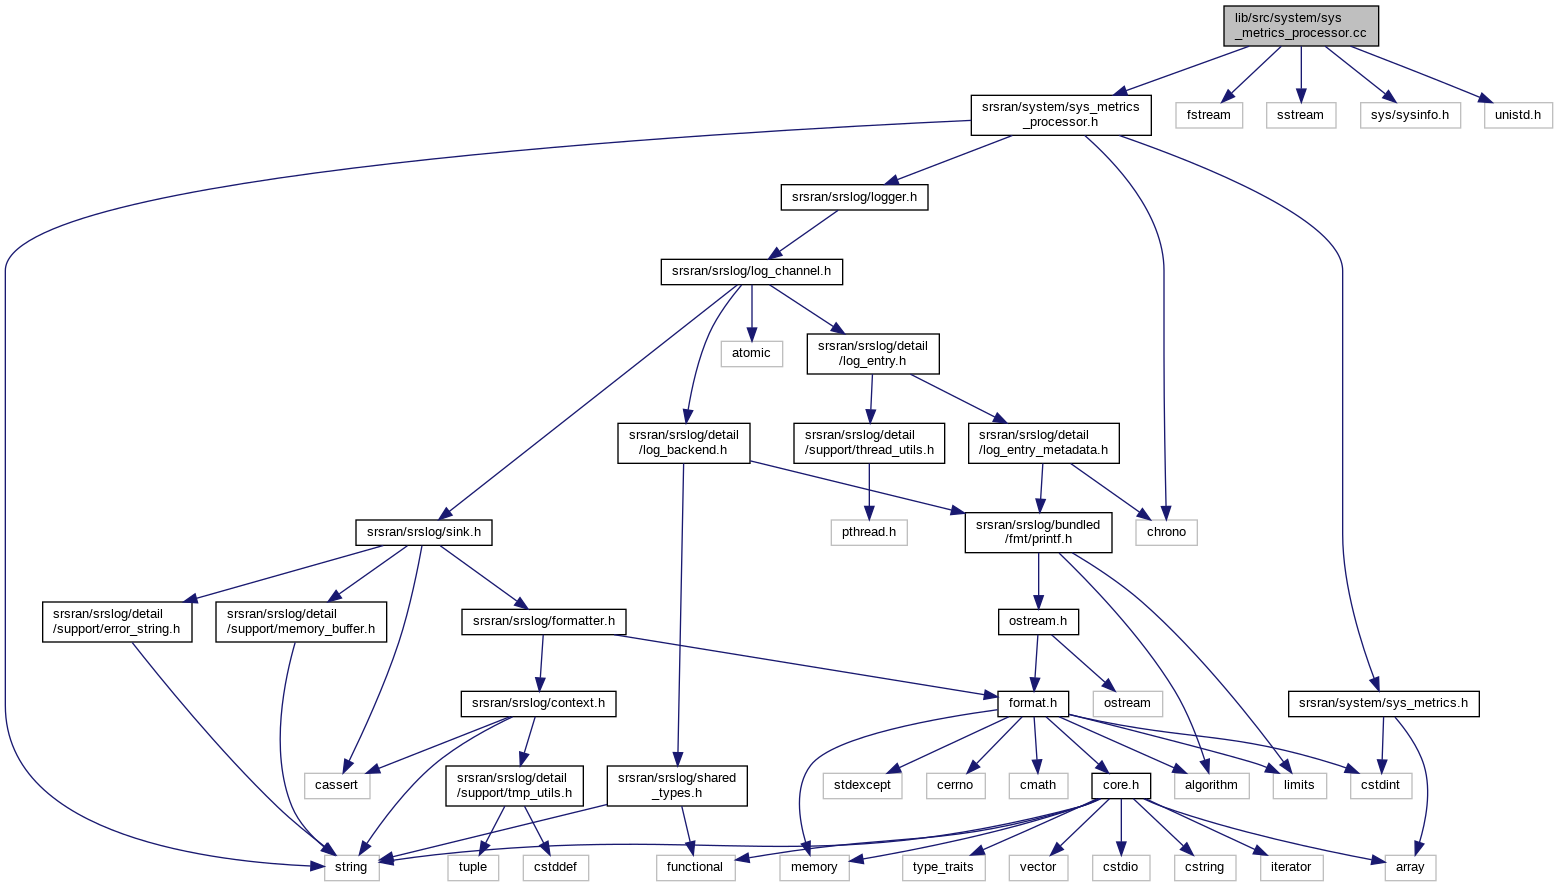 lib/src/system/sys
_metrics_processor.cc
srsran/system/sys_metrics
_processor.h
fstream
sstream
sys/sysinfo.h
unistd.h
srsran/srslog/logger.h
srsran/srslog/log_channel.h
atomic
srsran/srslog/detail
/log_entry.h
srsran/srslog/detail
/log_backend.h
srsran/srslog/detail
/support/thread_utils.h
srsran/srslog/detail
/log_entry_metadata.h
srsran/srslog/sink.h
pthread.h
srsran/srslog/bundled
/fmt/printf.h
chrono
srsran/srslog/detail
/support/error_string.h
srsran/srslog/detail
/support/memory_buffer.h
srsran/srslog/formatter.h
ostream.h
srsran/srslog/context.h
format.h
ostream
srsran/system/sys_metrics.h
cassert
srsran/srslog/detail
/support/tmp_utils.h
srsran/srslog/shared
_types.h
stdexcept
cerrno
cmath
core.h
algorithm
limits
cstdint
string
tuple
cstddef
functional
memory
type_traits
vector
cstdio
cstring
iterator
array